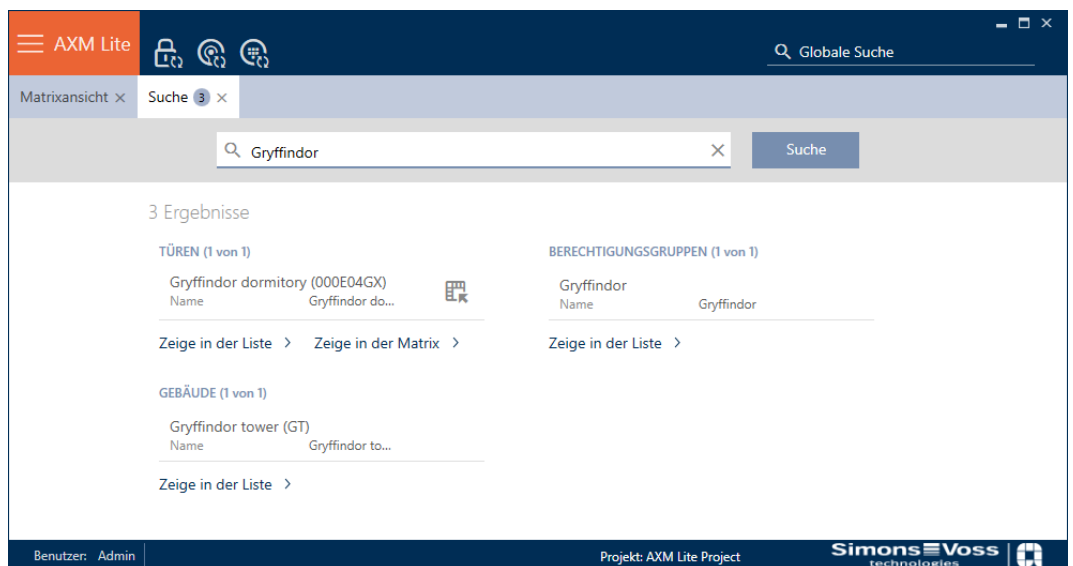 AXM Lite
Globale Suche
Matrixansicht
Suche 3
Gryffindor
Suche
3 Ergebnisse
TÜREN (1 von 1)
Gryffindor dormitory (000E04GX)
Name Gryffindor do...
Zeige in der Liste
Zeige in der Matrix
BERECHTIGUNGSGRUPPEN (1 von 1)
Gryffindor
Name Gryffindor
Zeige in der Liste
GEBÄUDE (1 von 1)
Gryffindor tower (GT)
Name Gryffindor to...
Zeige in der Liste
Benutzer: Admin
Projekt: AXM Lite Project
Simons Voss
technologies